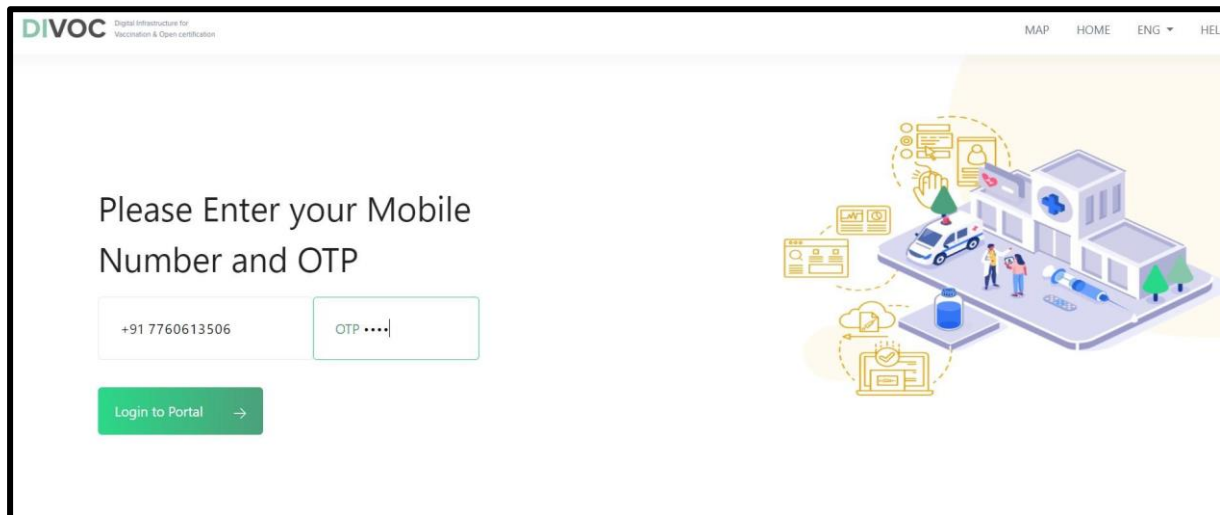 DIVOC
Digital Infrastructure for
Vaccination & Open certification
MAP HOME ENG HEL
Please Enter your Mobile
Number and OTP
+91 7760613506
OTP ••••
Login to Portal →